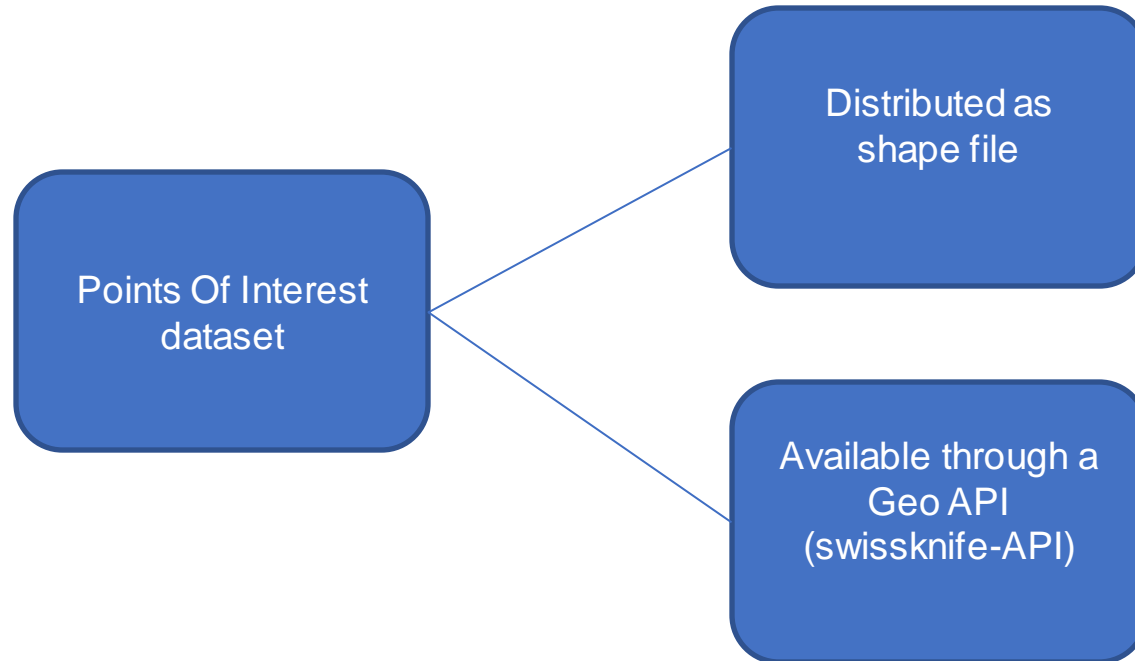 Distributed as
shape file
Points Of Interest
dataset
Available through a
Geo API
(swissknife-API)